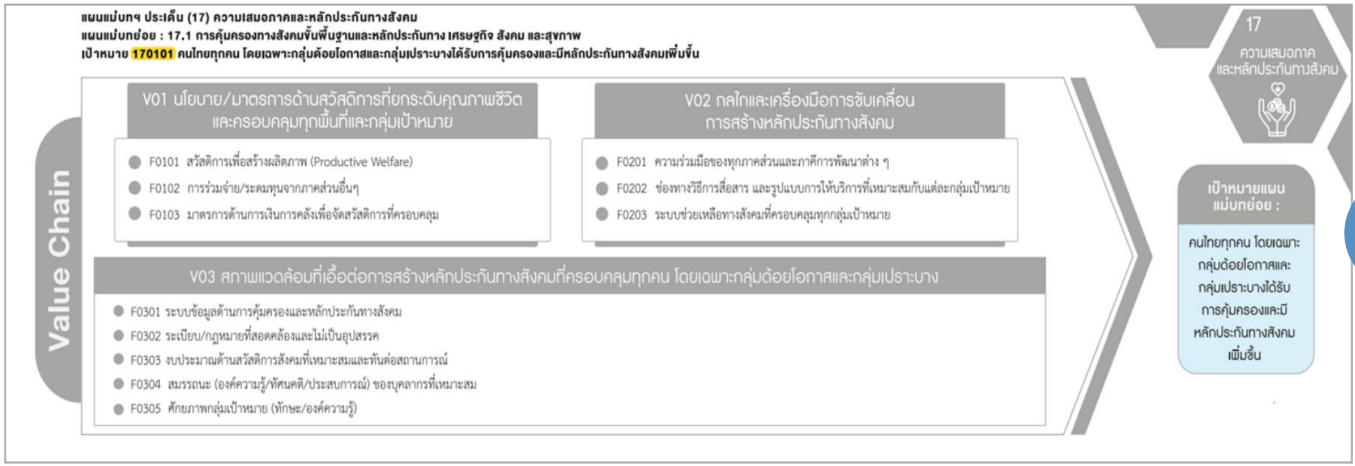 แผนแม่บทฯ ประเด็น (17) ความเสมอภาคและหลักประกันทางสังคม
แผนแม่บทย่อย : 17.1 การคุ้มครองทางสังคมขั้นพื้นฐานและหลักประกันทาง เศรษฐกิจ สังคม และสุขภาพ
เป้าหมาย 170101 คนไทยทุกคน โดยเฉพาะกลุ่มด้อยโอกาสและกลุ่มเปราะบางได้รับการคุ้มครองและมีหลักประกันทางสังคมเพิ่มขึ้น
Value Chain
V01 นโยบาย/มาตรการด้านสวัสดิการที่ยกระดับคุณภาพชีวิต
และครอบคลุมทุกพื้นที่และกลุ่มเป้าหมาย
F0101 สวัสดิการเพื่อสร้างผลิตภาพ (Productive Welfare)
F0102 การร่วมจ่าย/ระดมทุนจากภาคส่วนอื่นๆ
F0103 มาตรการด้านการเงินการคลังเพื่อจัดสวัสดิการที่ครอบคลุม
V02 กลไกและเครื่องมือการขับเคลื่อน
การสร้างหลักประกันทางสังคม
F0201 ความร่วมมือของทุกภาคส่วนและภาคีการพัฒนาต่าง ๆ
F0202 ช่องทางวิธีการสื่อสาร และรูปแบบการให้บริการที่เหมาะสมกับแต่ละกลุ่มเป้าหมาย
F0203 ระบบช่วยเหลือทางสังคมที่ครอบคลุมทุกกลุ่มเป้าหมาย
V03 สภาพแวดล้อมที่เอื้อต่อการสร้างหลักประกันทางสังคมที่ครอบคลุมทุกคน โดยเฉพาะกลุ่มด้อยโอกาสและกลุ่มเปราะบาง
F0301 ระบบข้อมูลด้านการคุ้มครองและหลักประกันทางสังคม
F0302 ระเบียบ/กฎหมายที่สอดคล้องและไม่เป็นอุปสรรค
F0303 งบประมาณด้านสวัสดิการสังคมที่เหมาะสมและทันต่อสถานการณ์
F0304 สมรรถนะ (องค์ความรู้/ทัศนคติ/ประสบการณ์) ของบุคลากรที่เหมาะสม
F0305 ศักยภาพกลุ่มเป้าหมาย (ทักษะ/องค์ความรู้)
17
ความเสมอภาค
และหลักประกันทางสังคม
เป้าหมายแผน
แม่บทย่อย :
คนไทยทุกคน โดยเฉพาะ
กลุ่มด้อยโอกาสและ
กลุ่มเปราะบางได้รับ
การคุ้มครองและมี
หลักประกันทางสังคม
เพิ่มขึ้น